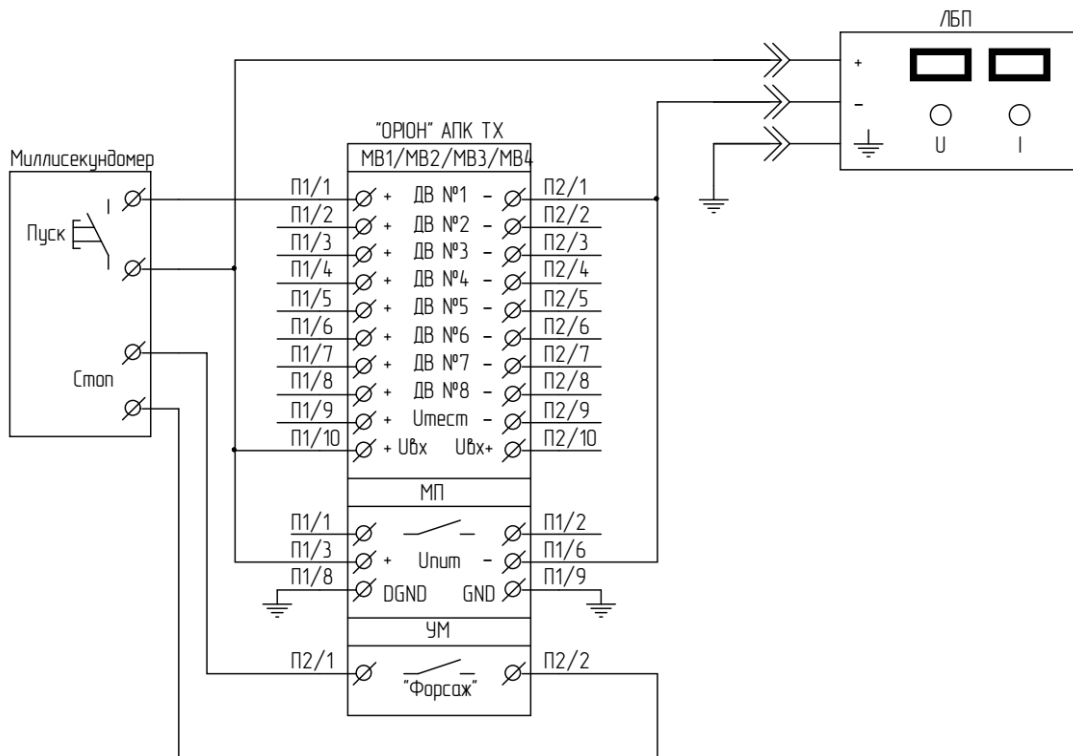 ЛБП
+
−
U I
"ОРІОН" АПК ТХ
Миллисекундомер
МВ1/МВ2/МВ3/МВ4
Пуск
Стоп
П1/1 + ДВ №1 − П2/1
П1/2 + ДВ №2 − П2/2
П1/3 + ДВ №3 − П2/3
П1/4 + ДВ №4 − П2/4
П1/5 + ДВ №5 − П2/5
П1/6 + ДВ №6 − П2/6
П1/7 + ДВ №7 − П2/7
П1/8 + ДВ №8 − П2/8
П1/9 + Uтест − П2/9
П1/10 + Uвх Uвх+ П2/10
МП
П1/1 П1/2
П1/3 + Uпит − П1/6
П1/8 DGND GND П1/9
УМ
П2/1 П2/2
"Форсаж"